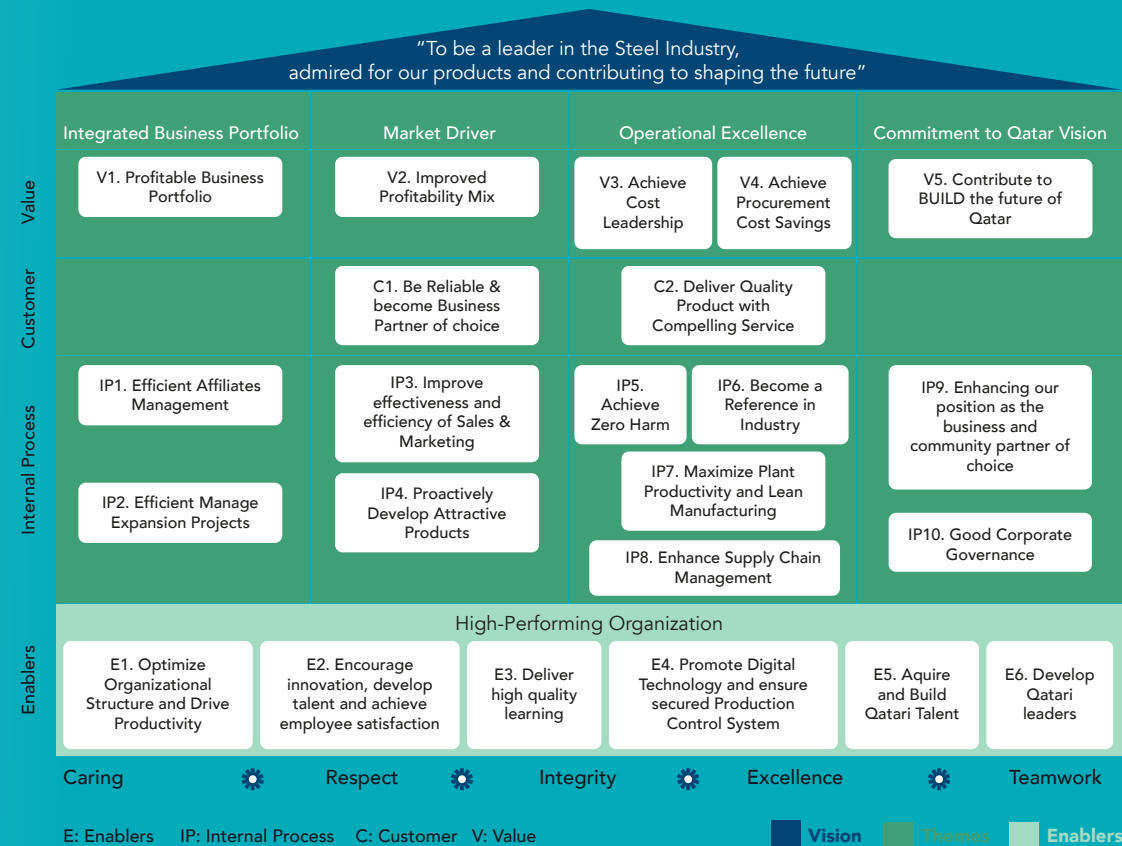 “To be a leader in the Steel Industry,
admired for our products and contributing to shaping the future”
Integrated Business Portfolio
Market Driver
Operational Excellence
Commitment to Qatar Vision
Value
V1. Profitable Business
Portfolio
V2. Improved
Profitability Mix
V3. Achieve
Cost
Leadership
V4. Achieve
Procurement
Cost Savings
V5. Contribute to
BUILD the future of
Qatar
Customer
C1. Be Reliable &
become Business
Partner of choice
C2. Deliver Quality
Product with
Compelling Service
Internal Process
IP1. Efficient Affiliates
Management
IP2. Efficient Manage
Expansion Projects
IP3. Improve
effectiveness and
efficiency of Sales &
Marketing
IP4. Proactively
Develop Attractive
Products
IP5.
Achieve
Zero Harm
IP6. Become a
Reference in
Industry
IP7. Maximize Plant
Productivity and Lean
Manufacturing
IP8. Enhance Supply Chain
Management
IP9. Enhancing our
position as the
business and
community partner of
choice
IP10. Good Corporate
Governance
Enablers
High-Performing Organization
E1. Optimize
Organizational
Structure and Drive
Productivity
E2. Encourage
innovation, develop
talent and achieve
employee satisfaction
E3. Deliver
high quality
learning
E4. Promote Digital
Technology and ensure
secured Production
Control System
E5. Aquire
and Build
Qatari Talent
E6. Develop
Qatari
leaders
Caring
Respect
Integrity
Excellence
Teamwork
E: Enablers IP: Internal Process C: Customer V: Value
Vision
Themes
Enablers